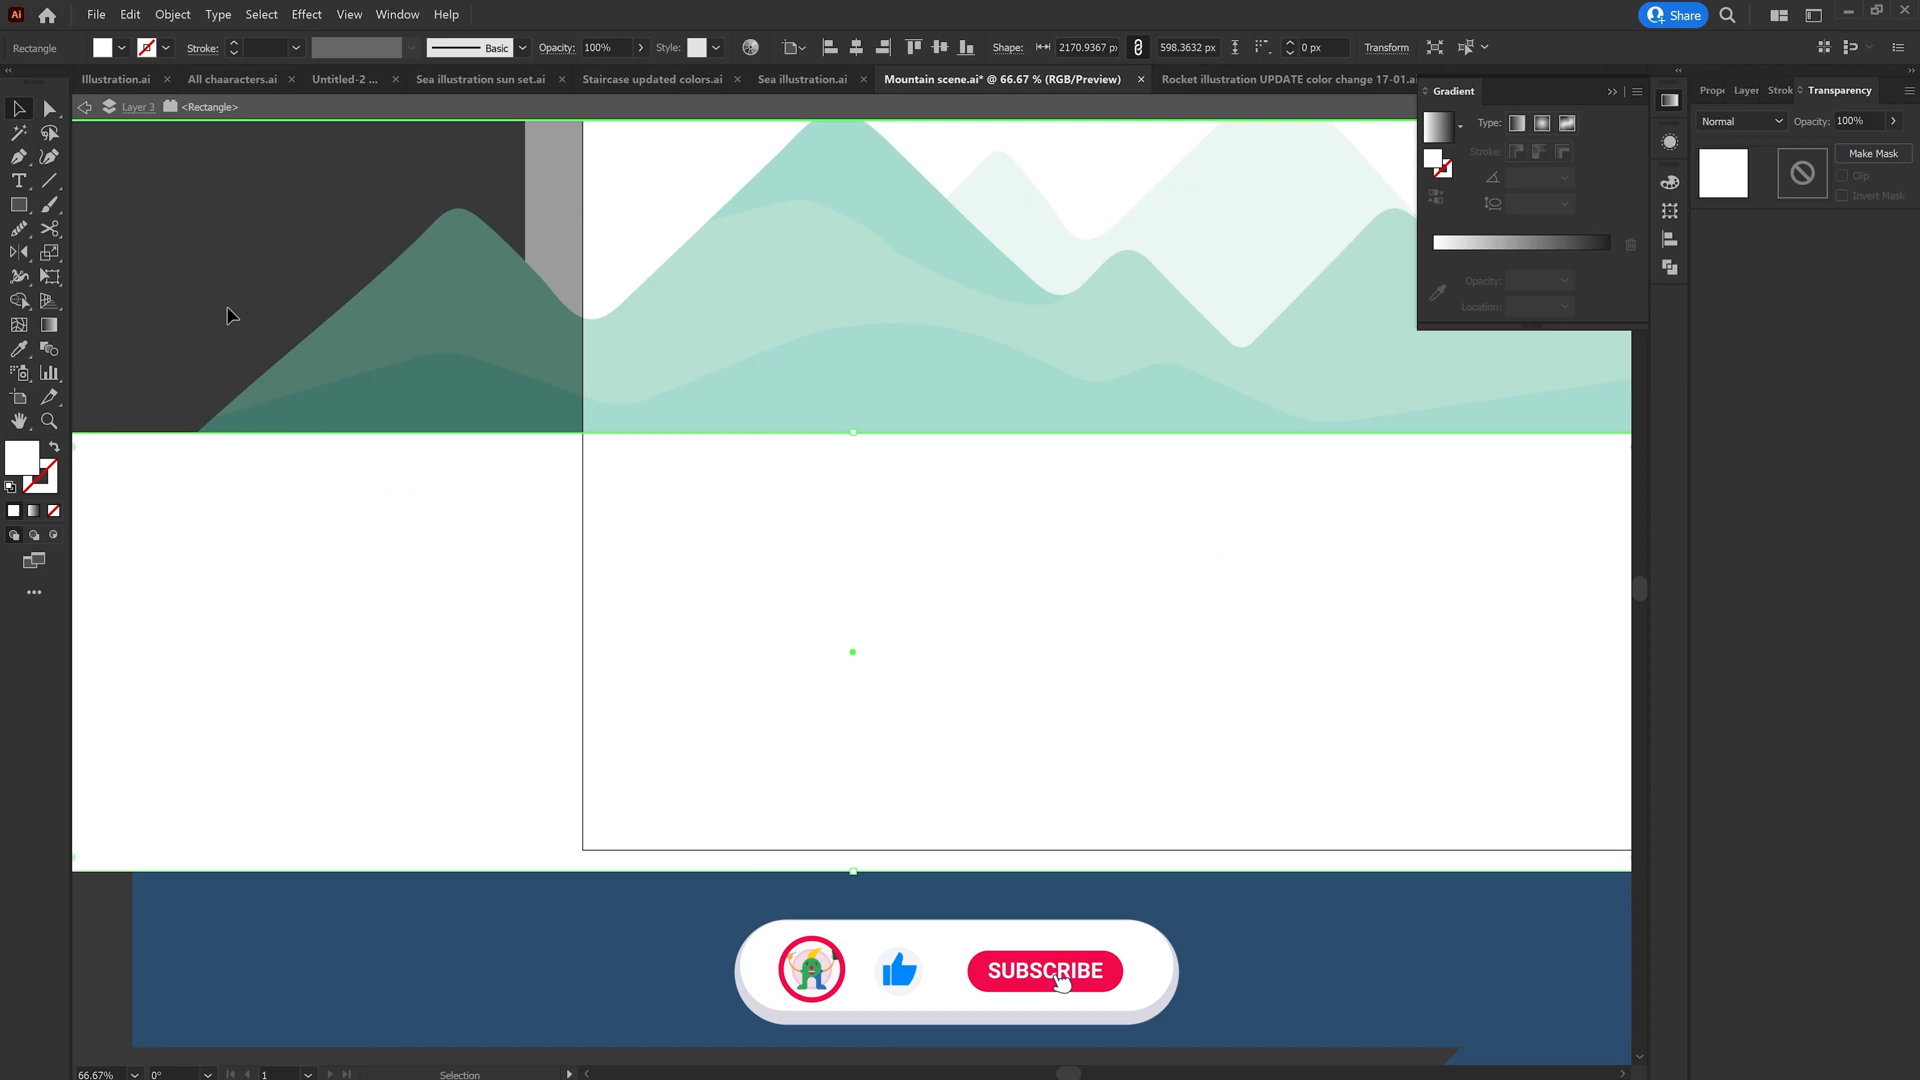 Ai File Edit Object Type Select Effect View Window Help Share
Rectangle Stroke: Basic Opacity: 100% Style: Shape: 2170.9367 p 598.3632 px 0 px Transform
Illustration.ai × All chaaracters.ai × Untitled-2 ... × Sea illustration sun set.ai × Staircase updated colors.ai × Sea illustration.ai × Mountain scene.ai* @ 66.67 % (RGB/Preview) × Rocket illustration UPDATE color change 17-01.ai
Layer 3 <Rectangle>
Gradient
Type:
Stroke:
Opacity:
Location:
Prope Layer Strok Transparency
Normal Opacity: 100%
Make Mask
Clip
Invert Mask
SUBSCRIBE
66.67% 0° 1 Selection